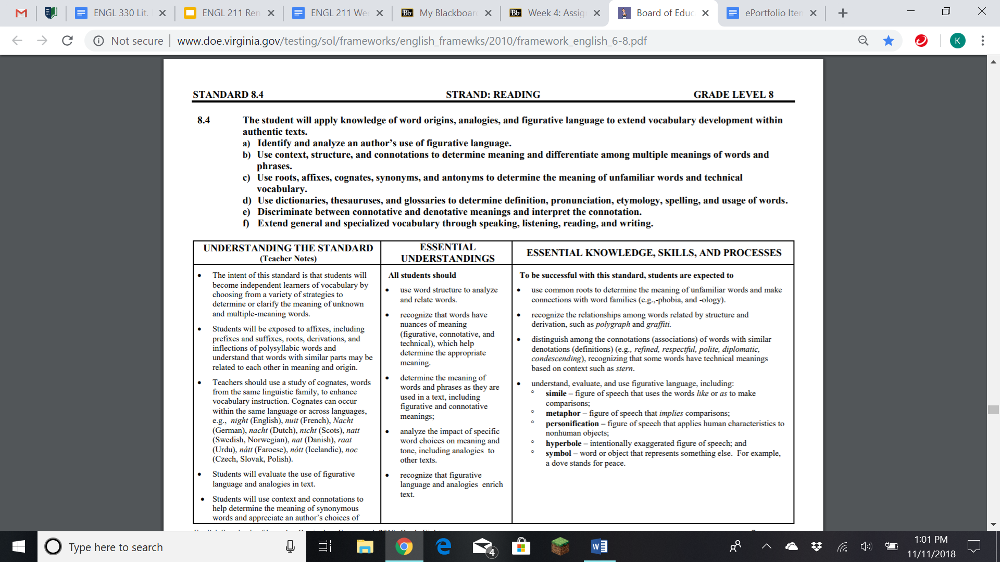 ENGL 330 Lit.
ENGL 211 Ren
ENGL 211 Wee
Bb My Blackboar
Bb Week 4: Assig
Board of Educ
ePortfolio Iten
Not secure www.doe.virginia.gov/testing/sol/frameworks/english_framewks/2010/framework_english_6-8.pdf
K
STANDARD 8.4 STRAND: READING GRADE LEVEL 8
8.4 The student will apply knowledge of word origins, analogies, and figurative language to extend vocabulary development within
authentic texts.
a) Identify and analyze an author's use of figurative language.
b) Use context, structure, and connotations to determine meaning and differentiate among multiple meanings of words and
phrases.
c) Use roots, affixes, cognates, synonyms, and antonyms to determine the meaning of unfamiliar words and technical
vocabulary.
d) Use dictionaries, thesauruses, and glossaries to determine definition, pronunciation, etymology, spelling, and usage of words.
e) Discriminate between connotative and denotative meanings and interpret the connotation.
f) Extend general and specialized vocabulary through speaking, listening, reading, and writing.
UNDERSTANDING THE STANDARD
(Teacher Notes)
• The intent of this standard is that students will
become independent learners of vocabulary by
choosing from a variety of strategies to
determine or clarify the meaning of unknown
and multiple-meaning words.
• Students will be exposed to affixes, including
prefixes and suffixes, roots, derivations, and
inflections of polysyllabic words and
understand that words with similar parts may be
related to each other in meaning and origin.
• Teachers should use a study of cognates, words
from the same linguistic family, to enhance
vocabulary instruction. Cognates can occur
within the same language or across languages,
e.g., night (English), nuit (French), Nacht
(German), nacht (Dutch), nicht (Scots), natt
(Swedish, Norwegian), nat (Danish), raat
(Urdu), nátt (Faroese), nótt (Icelandic), noc
(Czech, Slovak, Polish).
• Students will evaluate the use of figurative
language and analogies in text.
• Students will use context and connotations to
help determine the meaning of synonymous
words and appreciate an author's choices of
ESSENTIAL
UNDERSTANDINGS
All students should
• use word structure to analyze
and relate words.
• recognize that words have
nuances of meaning
(figurative, connotative, and
technical), which help
determine the appropriate
meaning.
• determine the meaning of
words and phrases as they are
used in a text, including
figurative and connotative
meanings;
• analyze the impact of specific
word choices on meaning and
tone, including analogies to
other texts.
• recognize that figurative
language and analogies enrich
text.
ESSENTIAL KNOWLEDGE, SKILLS, AND PROCESSES
To be successful with this standard, students are expected to
• use common roots to determine the meaning of unfamiliar words and make
connections with word families (e.g.,-phobia, and -ology).
• recognize the relationships among words related by structure and
derivation, such as polygraph and graffiti.
• distinguish among the connotations (associations) of words with similar
denotations (definitions) (e.g., refined, respectful, polite, diplomatic,
condescending), recognizing that some words have technical meanings
based on context such as stern.
• understand, evaluate, and use figurative language, including:
° simile – figure of speech that uses the words like or as to make
comparisons;
° metaphor – figure of speech that implies comparisons;
° personification – figure of speech that applies human characteristics to
nonhuman objects;
° hyperbole – intentionally exaggerated figure of speech; and
° symbol – word or object that represents something else. For example,
a dove stands for peace.
Type here to search
4
1:01 PM
11/11/2018